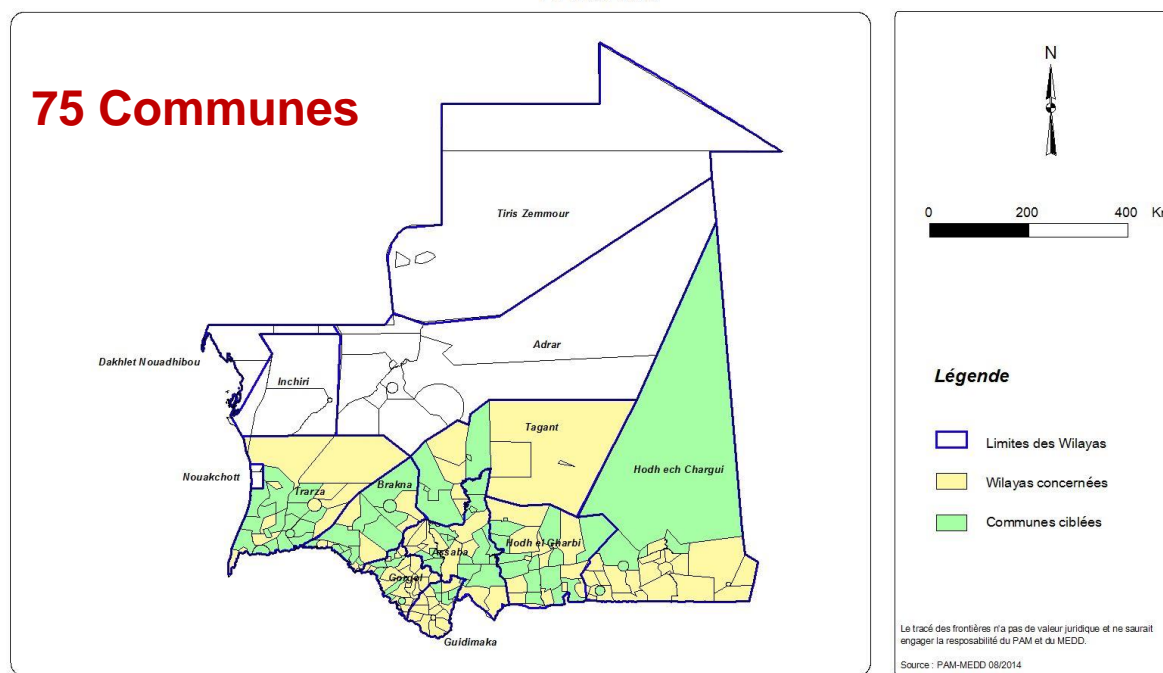 75 Communes
Tiris Zemmour
Adrar
Dakhlet Nouadhibou
Inchiri
Tagant
Hodh ech Chargui
Nouakchott
Trarza
Brakna
Hodh el Gharbi
Assaba
Gorgol
Guidimaka
N
0 200 400 Km
Légende
Limites des Wilayas
Wilayas concernées
Communes ciblées
Le tracé des frontières n'a pas de valeur juridique et ne saurait
engager la resposabilité du PAM et du MEDD.
Source : PAM-MEDD 08/2014